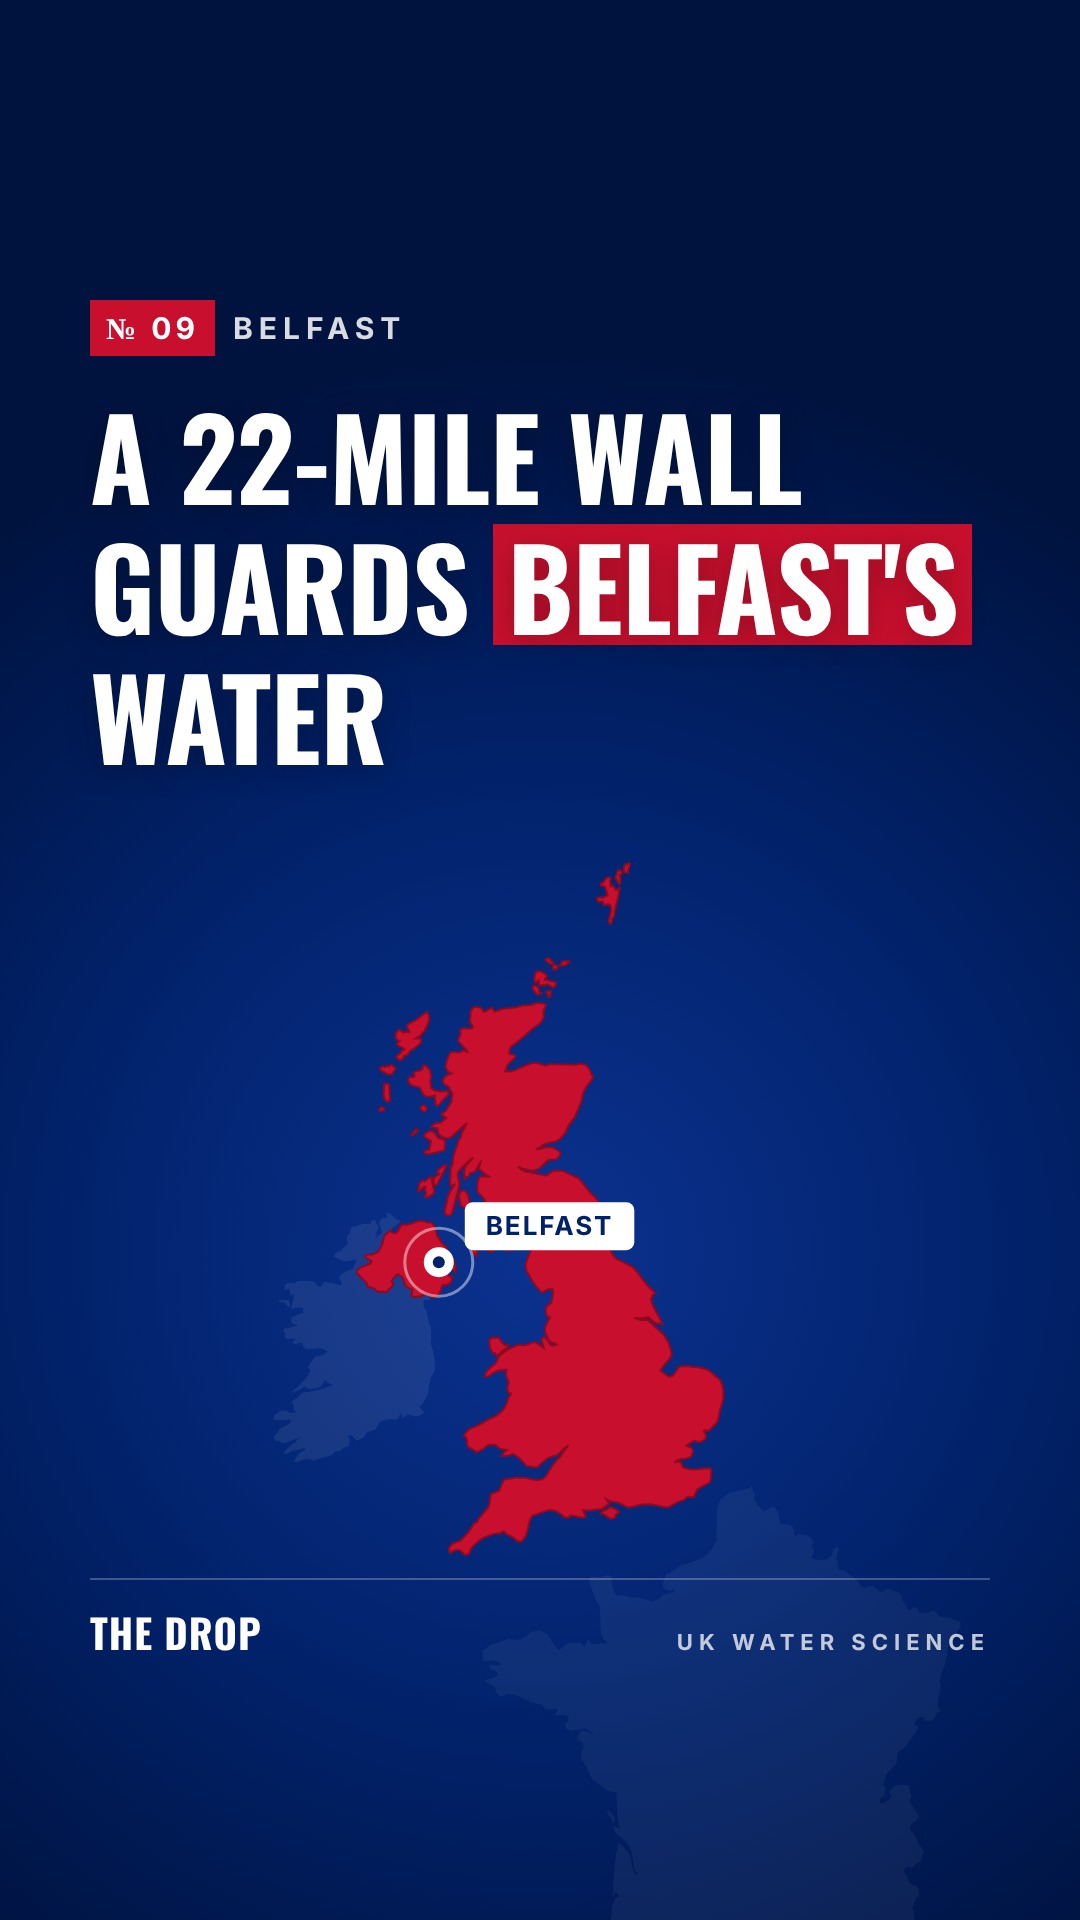 № 09 BELFAST
A 22-MILE WALL
GUARDS BELFAST'S
WATER
BELFAST
THE DROP
UK WATER SCIENCE